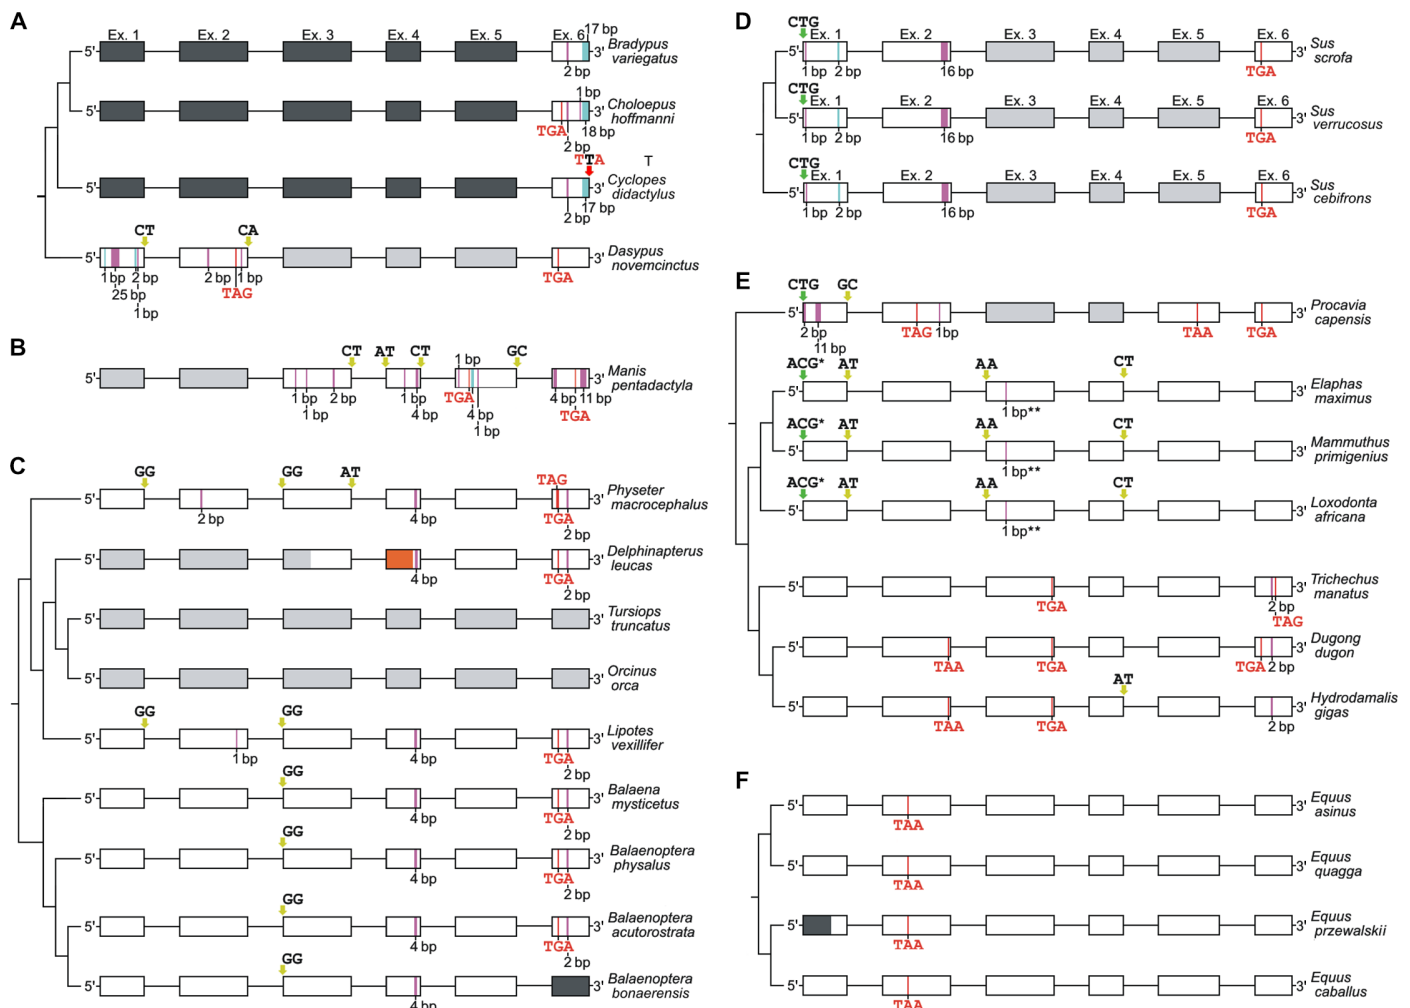 A
Ex. 1 Ex. 2 Ex. 3 Ex. 4 Ex. 5 Ex. 6 17 bp
5' 3' Bradypus
variegatus
2 bp
1 bp
5' 3' Choloepus
hoffmanni
TGA 18 bp
2 bp
TTA T
5' 3' Cyclopes
didactylus
17 bp
2 bp
CT CA
5' 3' Dasypus
novemcinctus
1 bp 2 bp 2 bp 1 bp TGA
25 bp TAG
1 bp
B
CT AT CT 1 bp GC
5' 3' Manis
pentadactyla
1 bp 2 bp 1 bp TGA 4 bp 11 bp
1 bp 4 bp 4 bp TGA
1 bp
C
GG GG AT TAG
5' 3' Physeter
macrocephalus
2 bp 4 bp TGA
2 bp
5' 3' Delphinapterus
leucas
4 bp TGA
2 bp
5' 3' Tursiops
truncatus
5' 3' Orcinus
orca
GG GG
5' 3' Lipotes
vexillifer
1 bp 4 bp TGA
2 bp
GG
5' 3' Balaena
mysticetus
4 bp TGA
2 bp
GG
5' 3' Balaenoptera
physalus
4 bp TGA
2 bp
GG
5' 3' Balaenoptera
acutorostrata
4 bp TGA
2 bp
GG
5' 3' Balaenoptera
bonaerensis
4 bp
D
CTG
Ex. 1 Ex. 2 Ex. 3 Ex. 4 Ex. 5 Ex. 6
5' 3' Sus
scrofa
1 bp 2 bp 16 bp TGA
CTG
Ex. 1 Ex. 2 Ex. 3 Ex. 4 Ex. 5 Ex. 6
5' 3' Sus
verrucosus
1 bp 2 bp 16 bp TGA
CTG
Ex. 1 Ex. 2 Ex. 3 Ex. 4 Ex. 5 Ex. 6
5' 3' Sus
cebifrons
1 bp 2 bp 16 bp TGA
E
CTG GC
5' 3' Procavia
capensis
2 bp TAG 1bp TAA TGA
11 bp
ACG* AT AA CT
5' 3' Elaphas
maximus
1 bp**
ACG* AT AA CT
5' 3' Mammuthus
primigenius
1 bp**
ACG* AT AA CT
5' 3' Loxodonta
africana
1 bp**
5' 3' Trichechus
manatus
TGA 2 bp
TAG
5' 3' Dugong
dugon
TAA TGA TGA 2 bp
AT
5' 3' Hydrodamalis
gigas
TAA TGA 2 bp
F
5' 3' Equus
asinus
TAA
5' 3' Equus
quagga
TAA
5' 3' Equus
przewalskii
TAA
5' 3' Equus
caballus
TAA